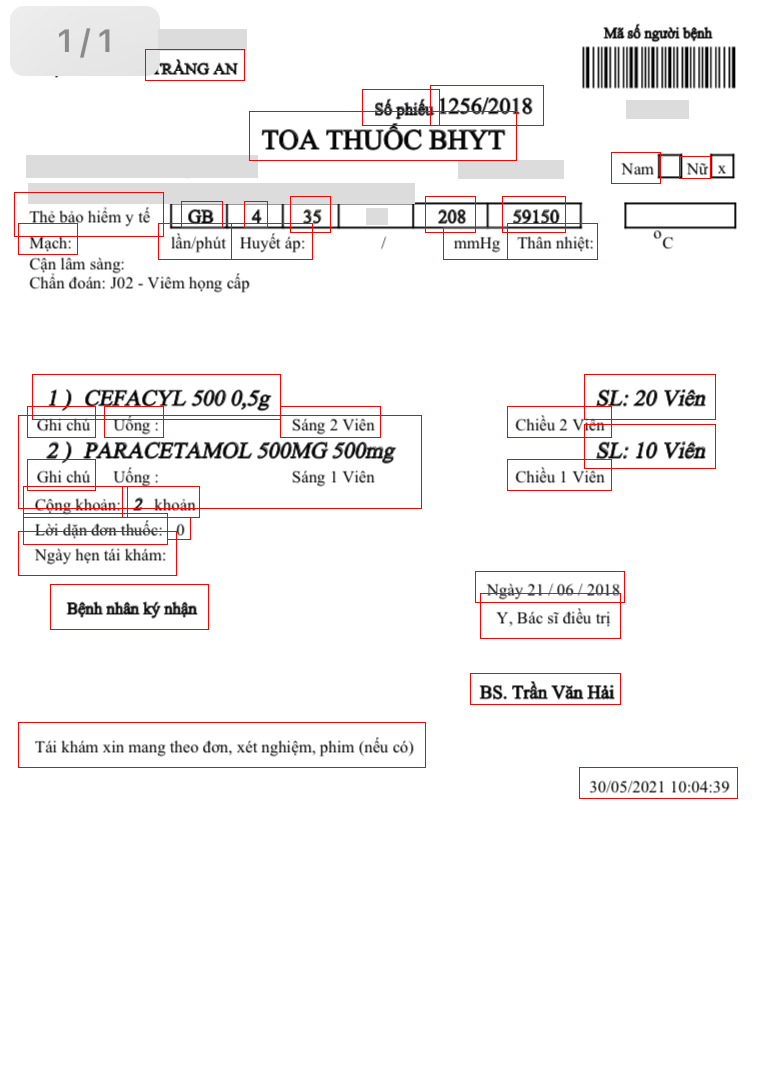 1/1
TRÀNG AN
Mã số người bệnh
Số phiếu 1256/2018
TOA THUỐC BHYT
Nam Nữ x
Thẻ bảo hiểm y tế GB 4 35 208 59150
Mạch: lần/phút Huyết áp: / mmHg Thân nhiệt: °C
Cận lâm sàng:
Chẩn đoán: J02 - Viêm họng cấp
1 ) CEFACYL 500 0,5g SL: 20 Viên
Ghi chú Uống : Sáng 2 Viên Chiều 2 Viên
2 ) PARACETAMOL 500MG 500mg SL: 10 Viên
Ghi chú Uống : Sáng 1 Viên Chiều 1 Viên
Cộng khoản: 2 khoản
Lời dặn đơn thuốc: 0
Ngày hẹn tái khám:
Ngày 21 / 06 / 2018
Bệnh nhân ký nhận Y, Bác sĩ điều trị
BS. Trần Văn Hải
Tái khám xin mang theo đơn, xét nghiệm, phim (nếu có)
30/05/2021 10:04:39